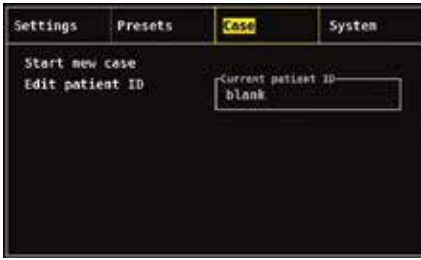 Settings Presets Case System
Start new case
Edit patient ID
Current patient ID
blank